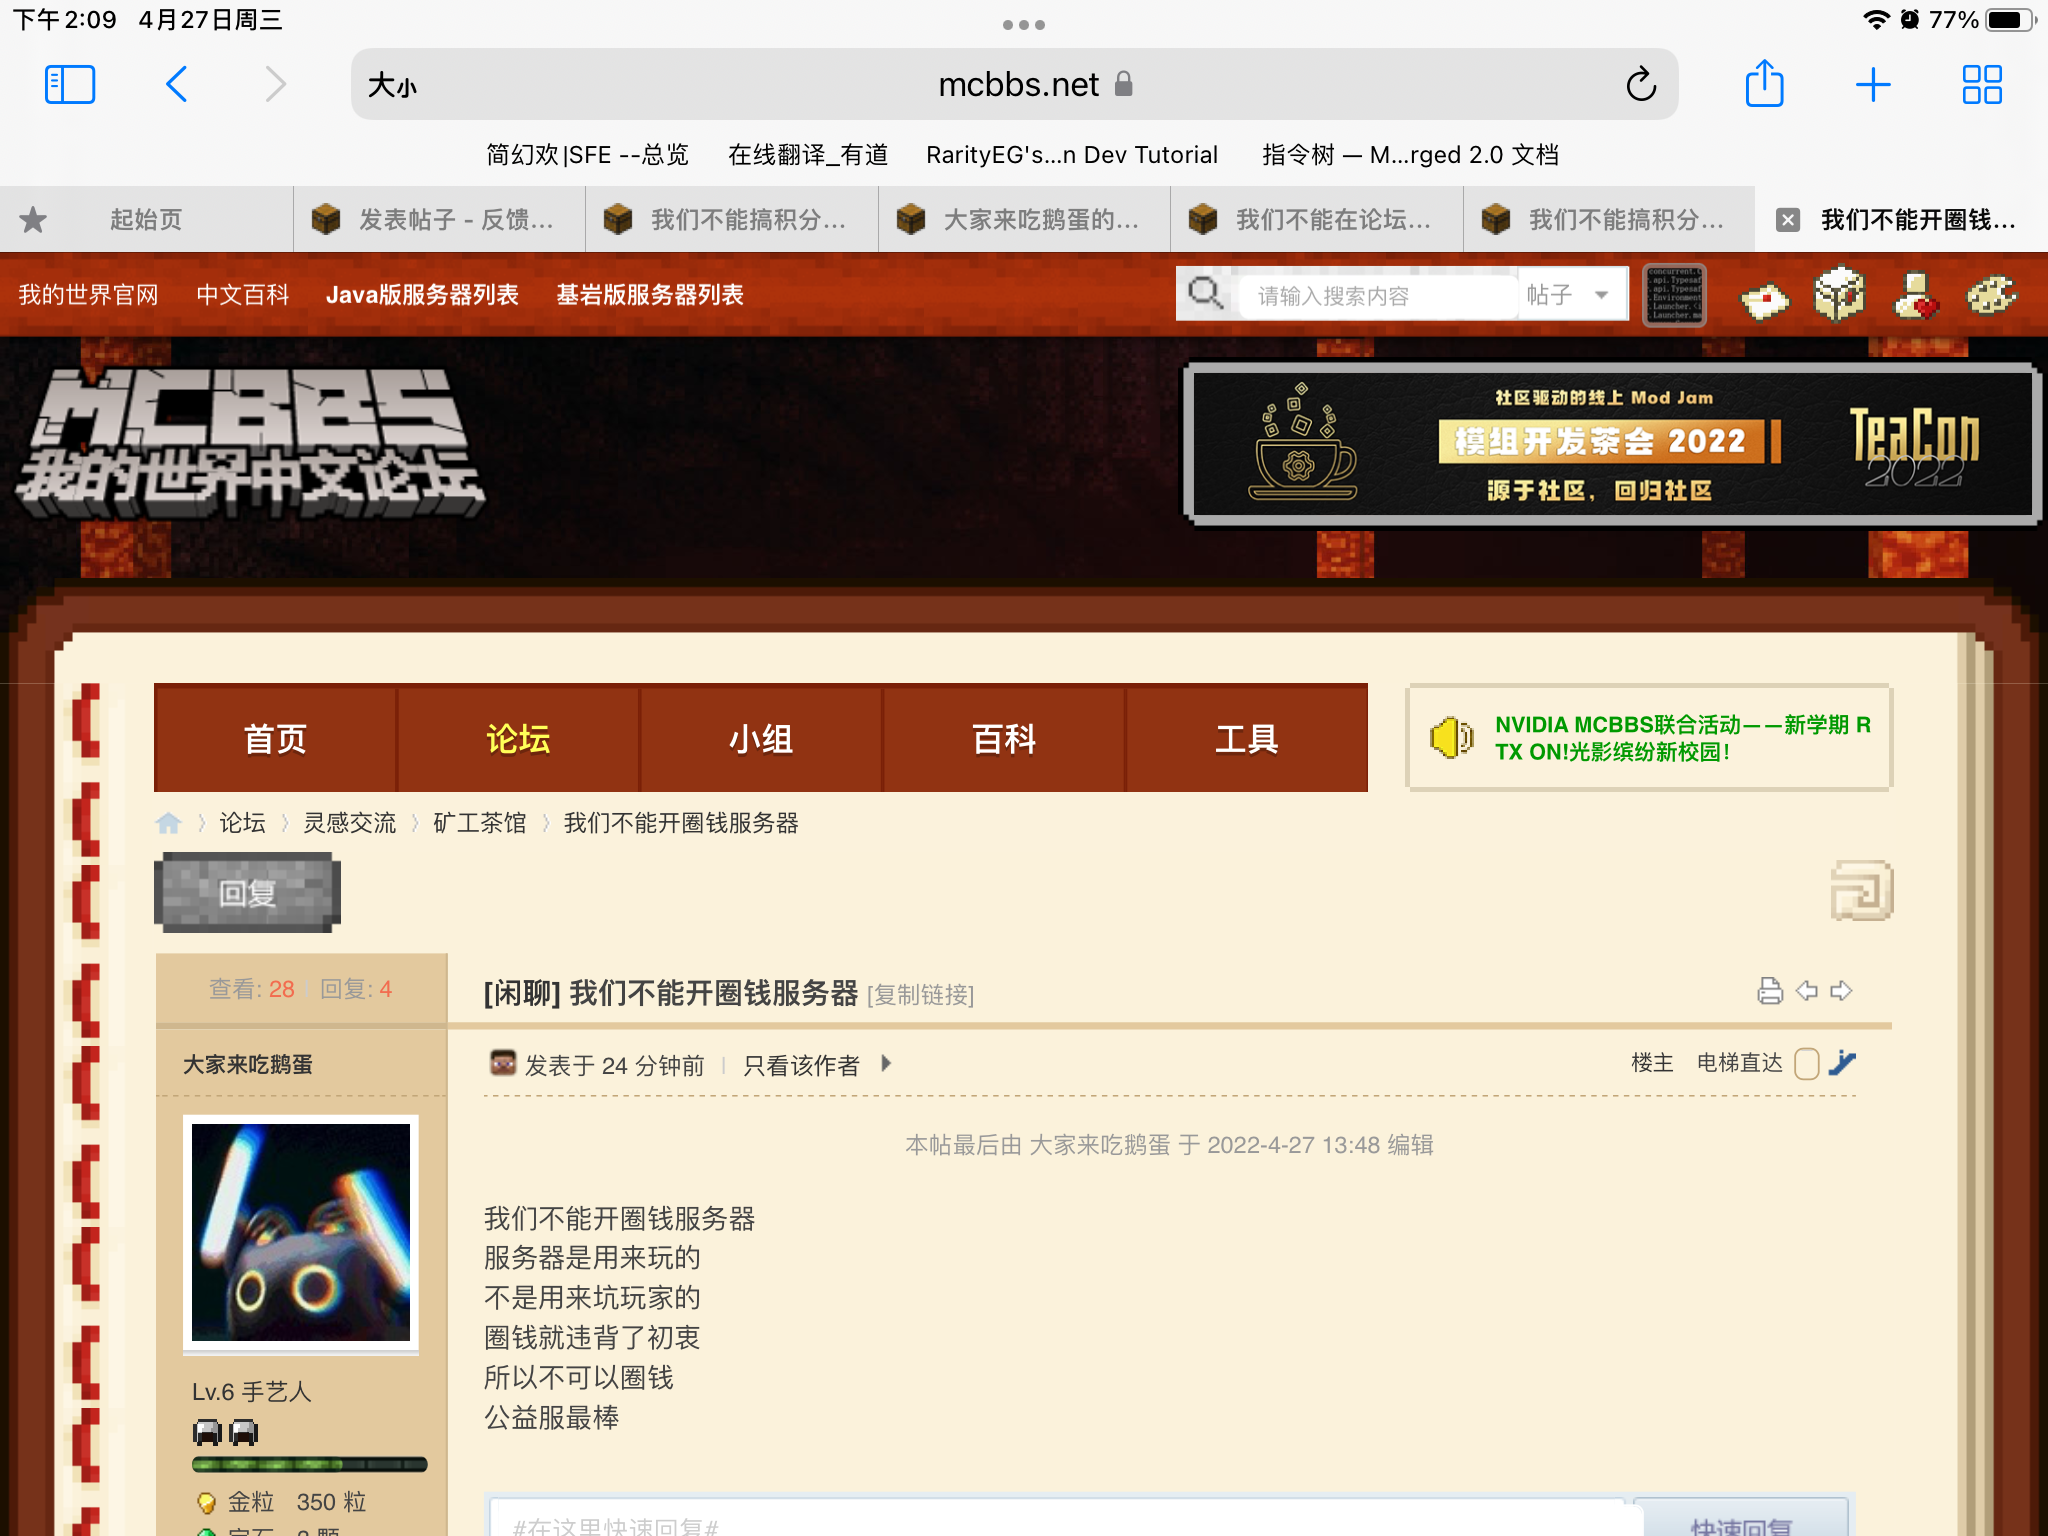 下午2:09 4月27日周三
77%
大小
mcbbs.net
简幻欢|SFE --总览 在线翻译_有道 RarityEG's...n Dev Tutorial 指令树 — M...rged 2.0 文档
起始页 发表帖子 - 反馈... 我们不能搞积分... 大家来吃鹅蛋的... 我们不能在论坛... 我们不能搞积分... 我们不能开圈钱...
我的世界官网 中文百科 Java版服务器列表 基岩版服务器列表
请输入搜索内容 帖子
MCBBS
我的世界中文论坛
社区驱动的线上 Mod Jam
模组开发茶会 2022
源于社区，回归社区
TeaCon
2022
首页 论坛 小组 百科 工具
NVIDIA MCBBS联合活动——新学期 R
TX ON!光影缤纷新校园！
论坛 〉 灵感交流 〉 矿工茶馆 〉 我们不能开圈钱服务器
回复
查看: 28 回复: 4
[闲聊] 我们不能开圈钱服务器 [复制链接]
大家来吃鹅蛋
发表于 24 分钟前 只看该作者
楼主 电梯直达
本帖最后由 大家来吃鹅蛋 于 2022-4-27 13:48 编辑
我们不能开圈钱服务器
服务器是用来玩的
不是用来坑玩家的
圈钱就违背了初衷
所以不可以圈钱
公益服最棒
Lv.6 手艺人
金粒 350 粒
#在这里快速回复#
快速回复